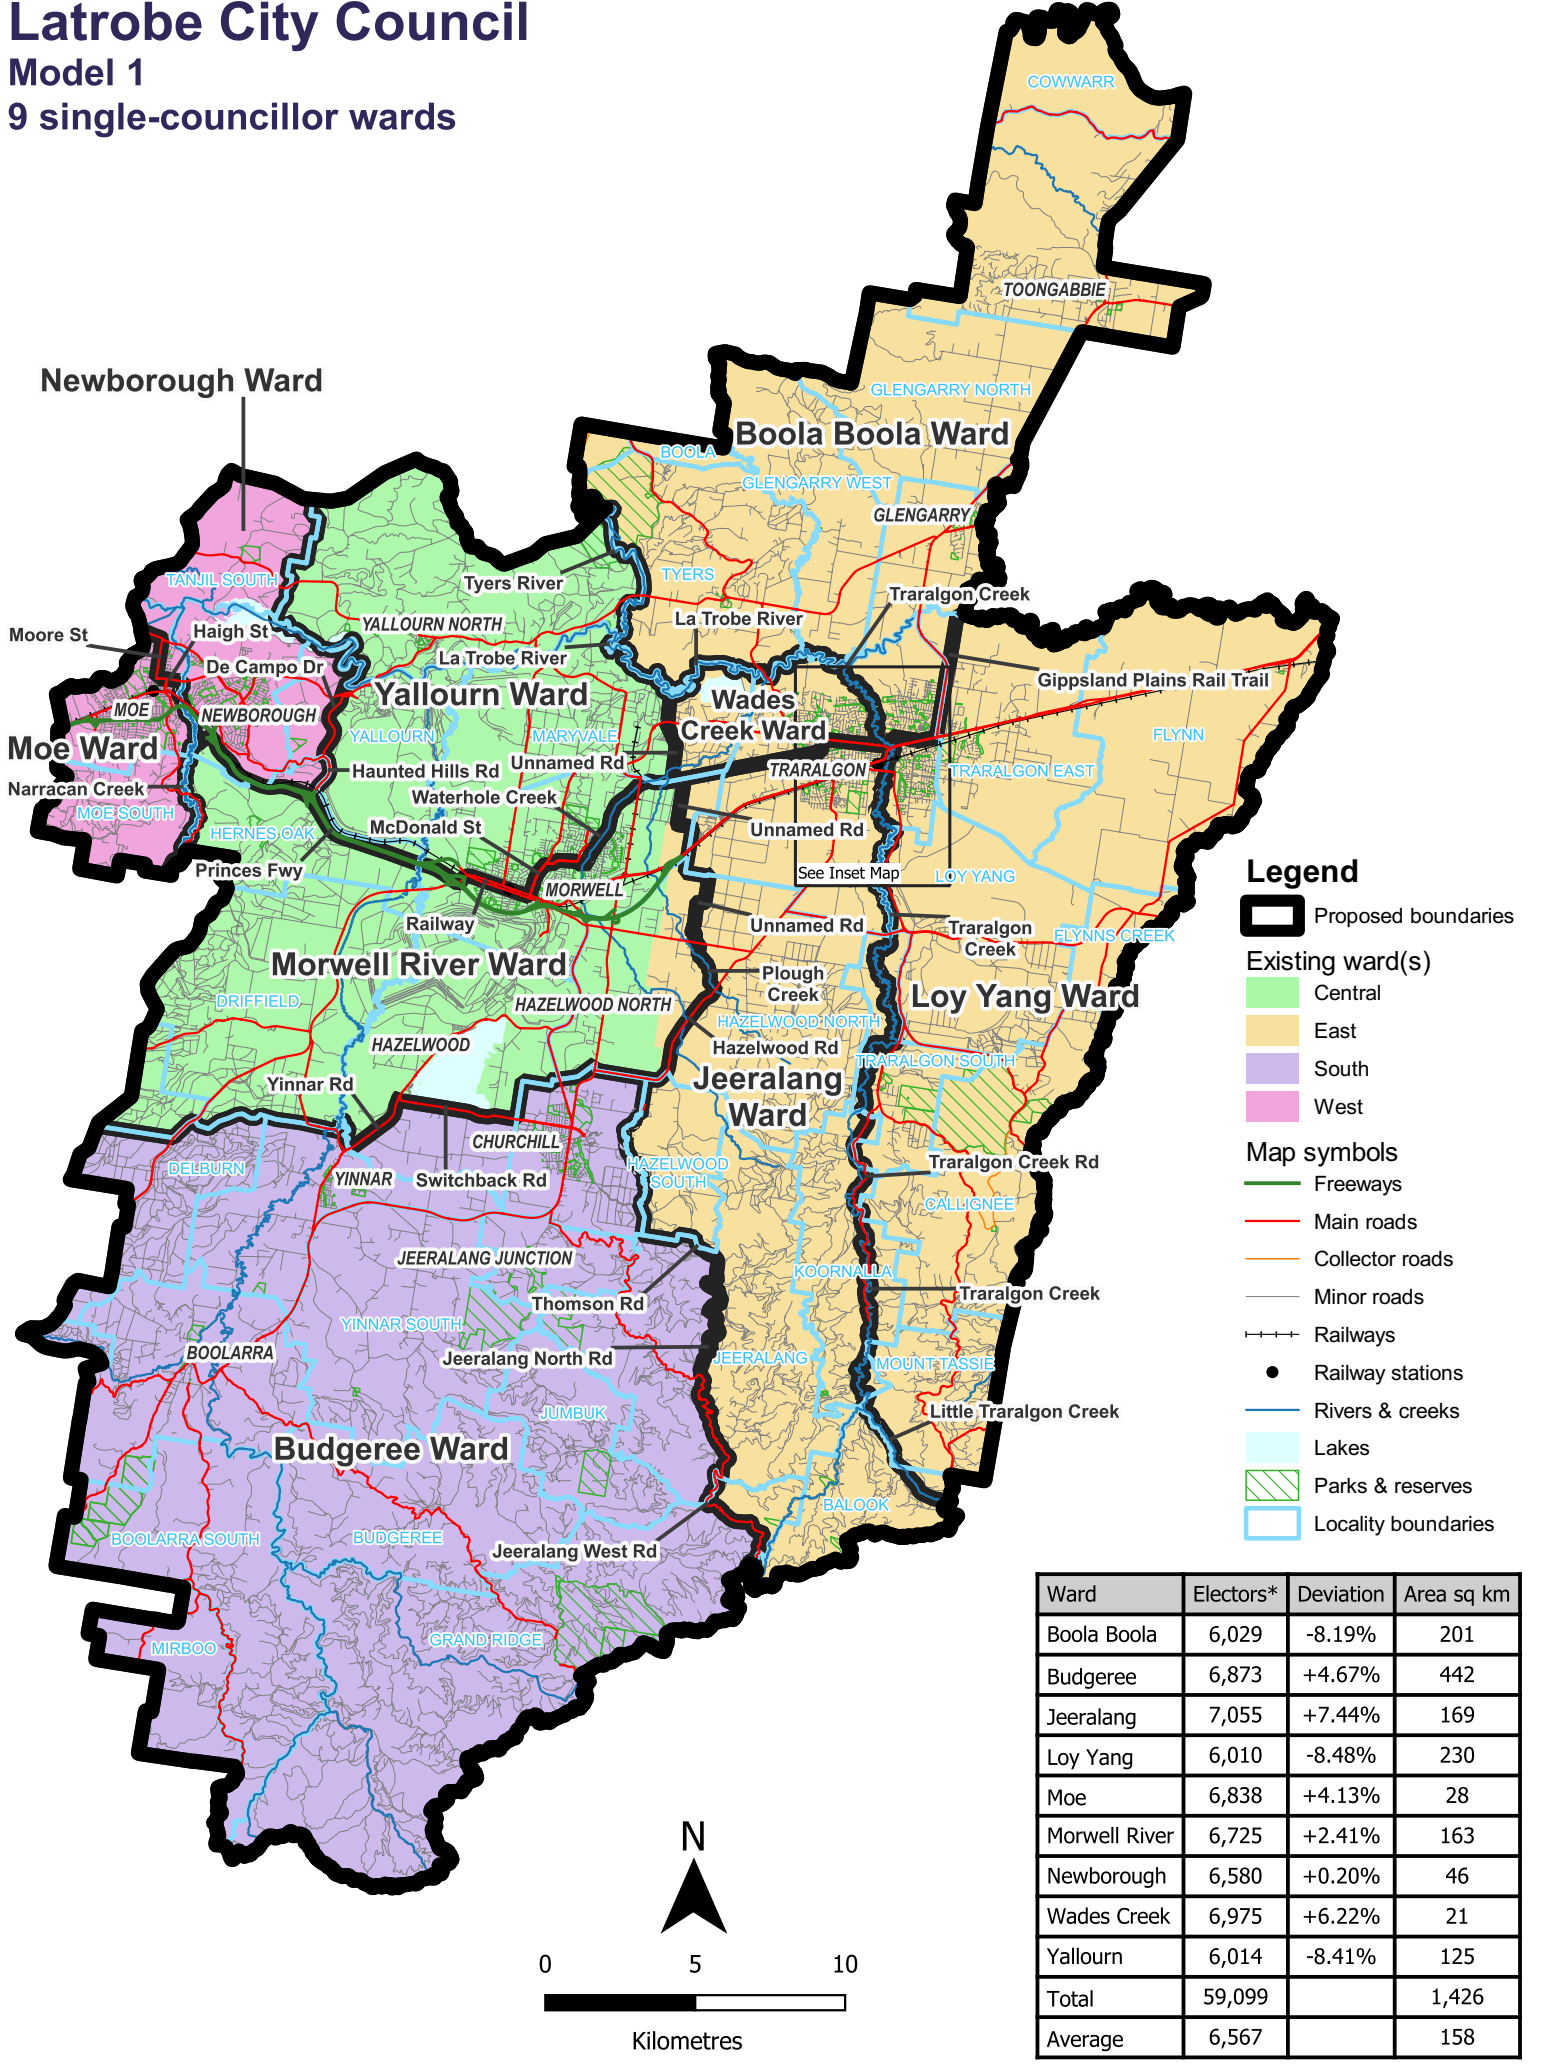 Latrobe City Council
Model 1
9 single-councillor wards
COWWARR
TOONGABBIE
Newborough Ward
GLENGARRY NORTH
Boola Boola Ward
BOOLA
GLENGARRY WEST
GLENGARRY
TANJIL SOUTH
Tyers River
TYERS
Traralgon Creek
La Trobe River
YALLOURN NORTH
Moore St
Haigh St
De Campo Dr
La Trobe River
Gippsland Plains Rail Trail
Yallourn Ward
Wades
Creek Ward
MOE
NEWBOROUGH
YALLOURN
MARYVALE
FLYNN
Moe Ward
Unnamed Rd
TRARALGON
TRARALGON EAST
Haunted Hills Rd
Narracan Creek
Waterhole Creek
MOE SOUTH
HERNES OAK
McDonald St
Unnamed Rd
Princes Fwy
See Inset Map
LOY YANG
MORWELL
Railway
Unnamed Rd
Traralgon
Creek
FLYNNS CREEK
Morwell River Ward
Plough
Creek
DRIFFIELD
HAZELWOOD NORTH
Loy Yang Ward
HAZELWOOD NORTH
HAZELWOOD
Hazelwood Rd
TRARALGON SOUTH
Yinnar Rd
Jeeralang
Ward
CHURCHILL
DELBURN
YINNAR
Switchback Rd
HAZELWOOD
SOUTH
Traralgon Creek Rd
CALLIGNEE
JEERALANG JUNCTION
KOORNALLA
Thomson Rd
Traralgon Creek
YINNAR SOUTH
BOOLARRA
Jeeralang North Rd
JEERALANG
MOUNT TASSIE
JUMBUK
Little Traralgon Creek
Budgeree Ward
BALOOK
BOOLARRA SOUTH
BUDGEREE
Jeeralang West Rd
MIRBOO
GRAND RIDGE
Legend
Proposed boundaries
Existing ward(s)
Central
East
South
West
Map symbols
Freeways
Main roads
Collector roads
Minor roads
Railways
Railway stations
Rivers & creeks
Lakes
Parks & reserves
Locality boundaries
Ward Electors* Deviation Area sq km
Boola Boola 6,029 -8.19% 201
Budgeree 6,873 +4.67% 442
Jeeralang 7,055 +7.44% 169
Loy Yang 6,010 -8.48% 230
Moe 6,838 +4.13% 28
Morwell River 6,725 +2.41% 163
Newborough 6,580 +0.20% 46
Wades Creek 6,975 +6.22% 21
Yallourn 6,014 -8.41% 125
Total 59,099 1,426
Average 6,567 158
N
0 5 10
Kilometres